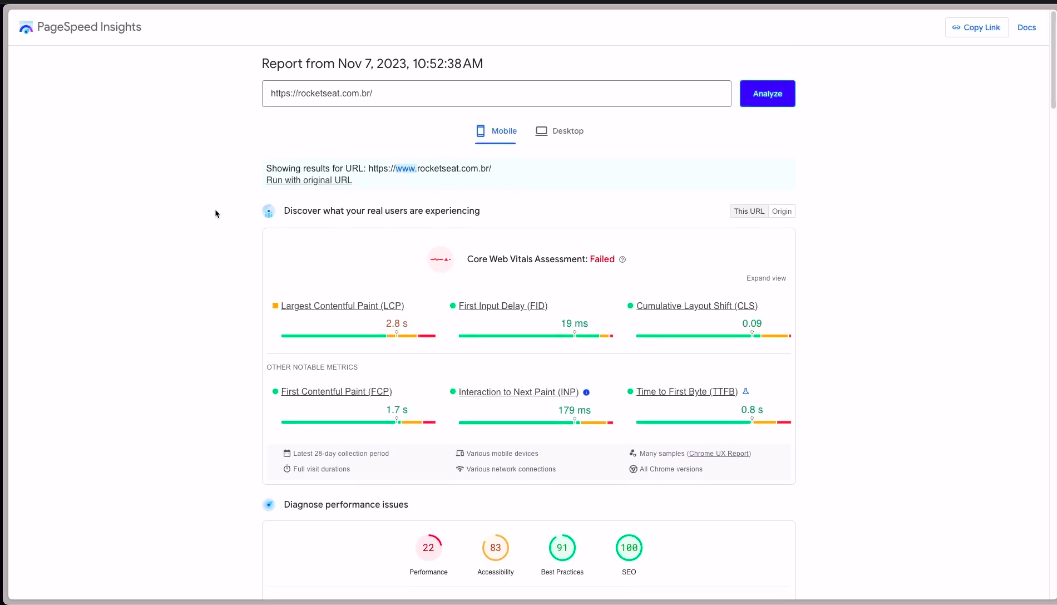 PageSpeed Insights
Copy Link
Docs
Report from Nov 7, 2023, 10:52:38 AM
https://rocketseat.com.br/
Analyze
Mobile
Desktop
Showing results for URL: https://www.rocketseat.com.br/
Run with original URL
Discover what your real users are experiencing
This URL
Origin
Core Web Vitals Assessment: Failed
Expand view
Largest Contentful Paint (LCP)
First Input Delay (FID)
Cumulative Layout Shift (CLS)
2.8 s
19 ms
0.09
OTHER NOTABLE METRICS
First Contentful Paint (FCP)
Interaction to Next Paint (INP)
Time to First Byte (TTFB)
1.7 s
179 ms
0.8 s
Latest 28-day collection period
Various mobile devices
Many samples (Chrome UX Report)
Full visit durations
Various network connections
All Chrome versions
Diagnose performance issues
22
83
91
100
Performance
Accessibility
Best Practices
SEO